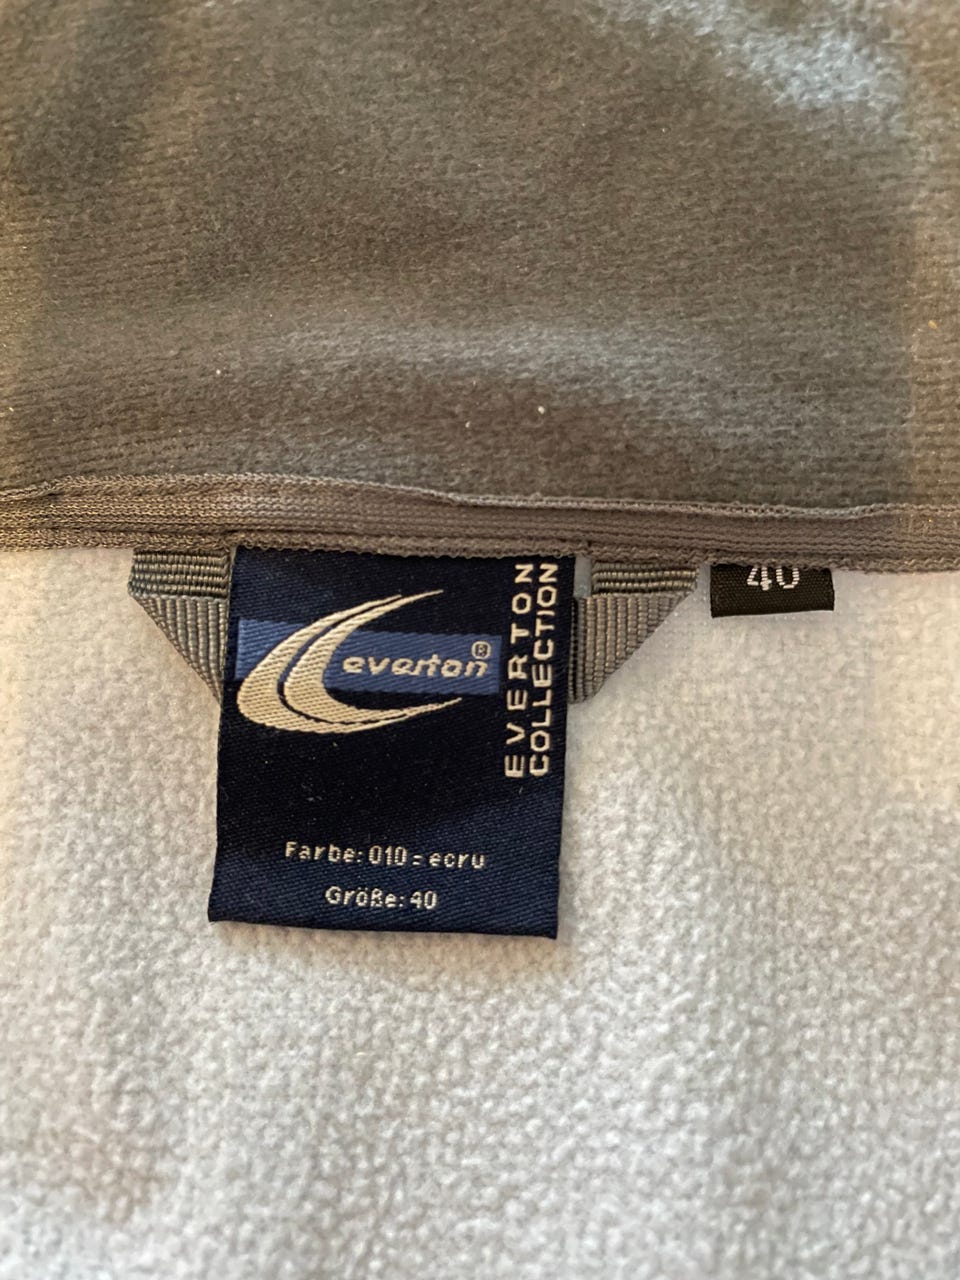 everton®
EVERTON
COLLECTION
Farbe: 010 = ecru
Größe: 40
40